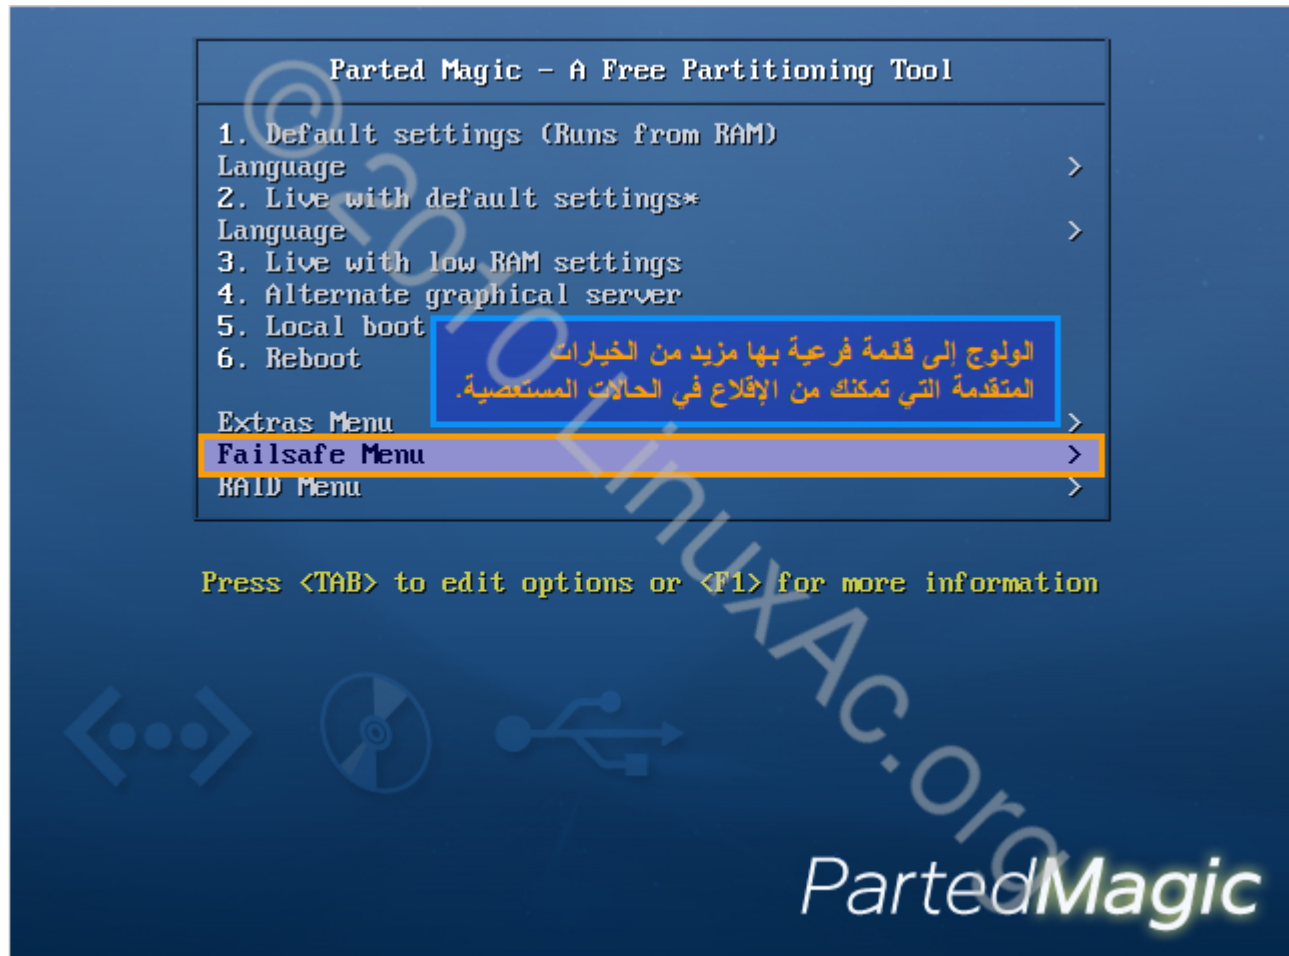 Parted Magic - A Free Partitioning Tool
1. Default settings (Runs from RAM)
Language >
2. Live with default settings*
Language >
3. Live with low RAM settings
4. Alternate graphical server
5. Local boot
6. Reboot
الولوج إلى قائمة فرعية بها مزيد من الخيارات
المتقدمة التي تمكنك من الإقلاع في الحالات المستعصية.
Extras Menu >
Failsafe Menu >
RAID Menu >
Press <TAB> to edit options or <F1> for more information
© 2010 LinuxAc.org
PartedMagic